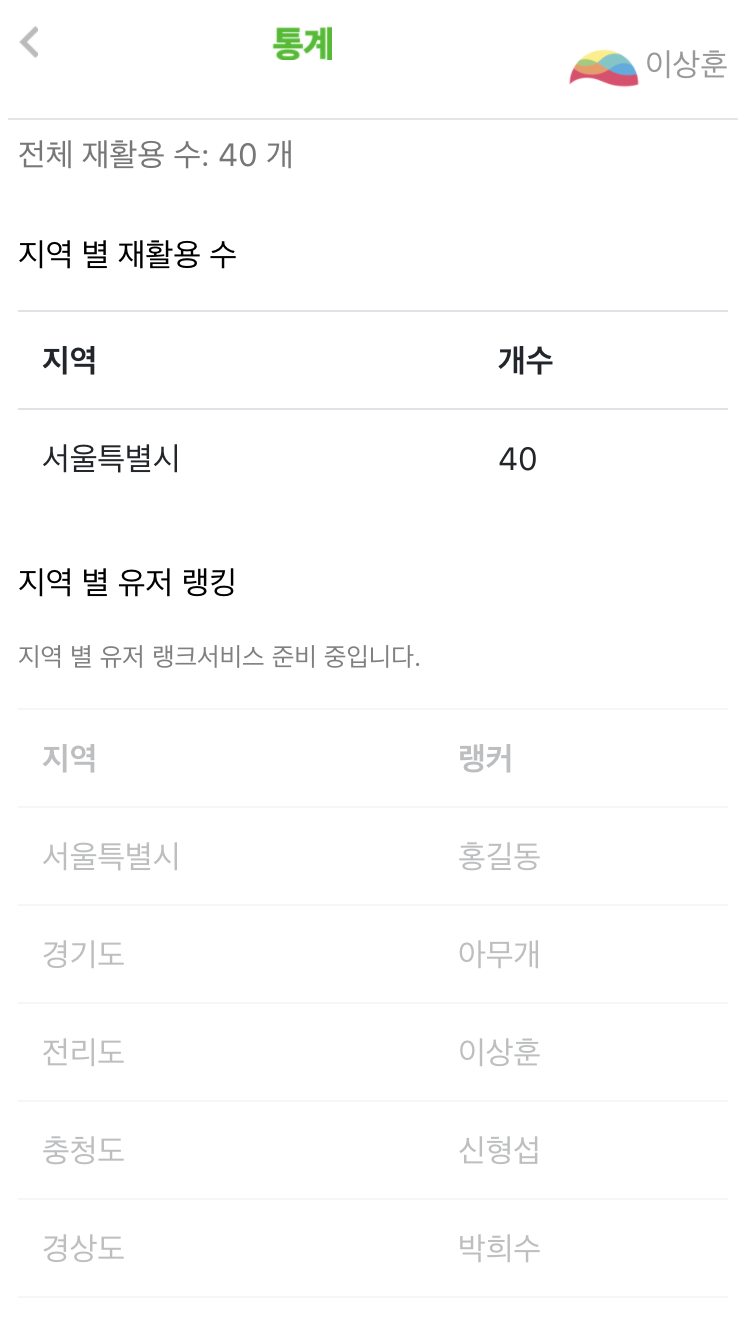 통계
이상훈
전체 재활용 수: 40 개
지역 별 재활용 수
지역 개수
서울특별시 40
지역 별 유저 랭킹
지역 별 유저 랭크서비스 준비 중입니다.
지역 랭커
서울특별시 홍길동
경기도 아무개
전리도 이상훈
충청도 신형섭
경상도 박희수